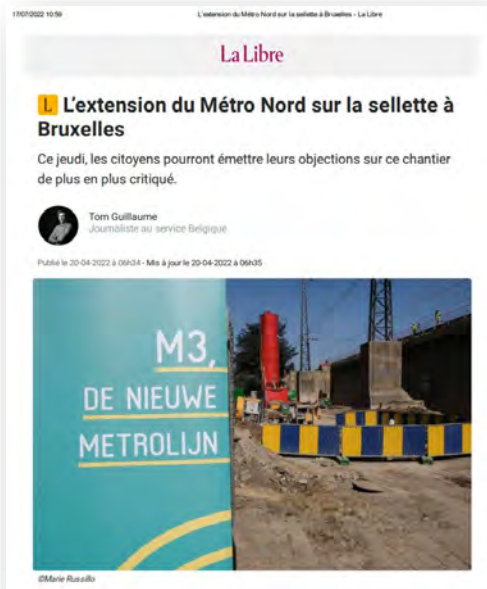 17/07/2022 10:59 L'extension du Métro Nord sur la sellette à Bruxelles - La Libre
La Libre
L L'extension du Métro Nord sur la sellette à
Bruxelles
Ce jeudi, les citoyens pourront émettre leurs objections sur ce chantier
de plus en plus critiqué.
Tom Guillaume
Journaliste au service Belgique
Publié le 20-04-2022 à 06h34 - Mis à jour le 20-04-2022 à 06h35
M3,
DE NIEUWE
METROLIJN
©Marie Russillo